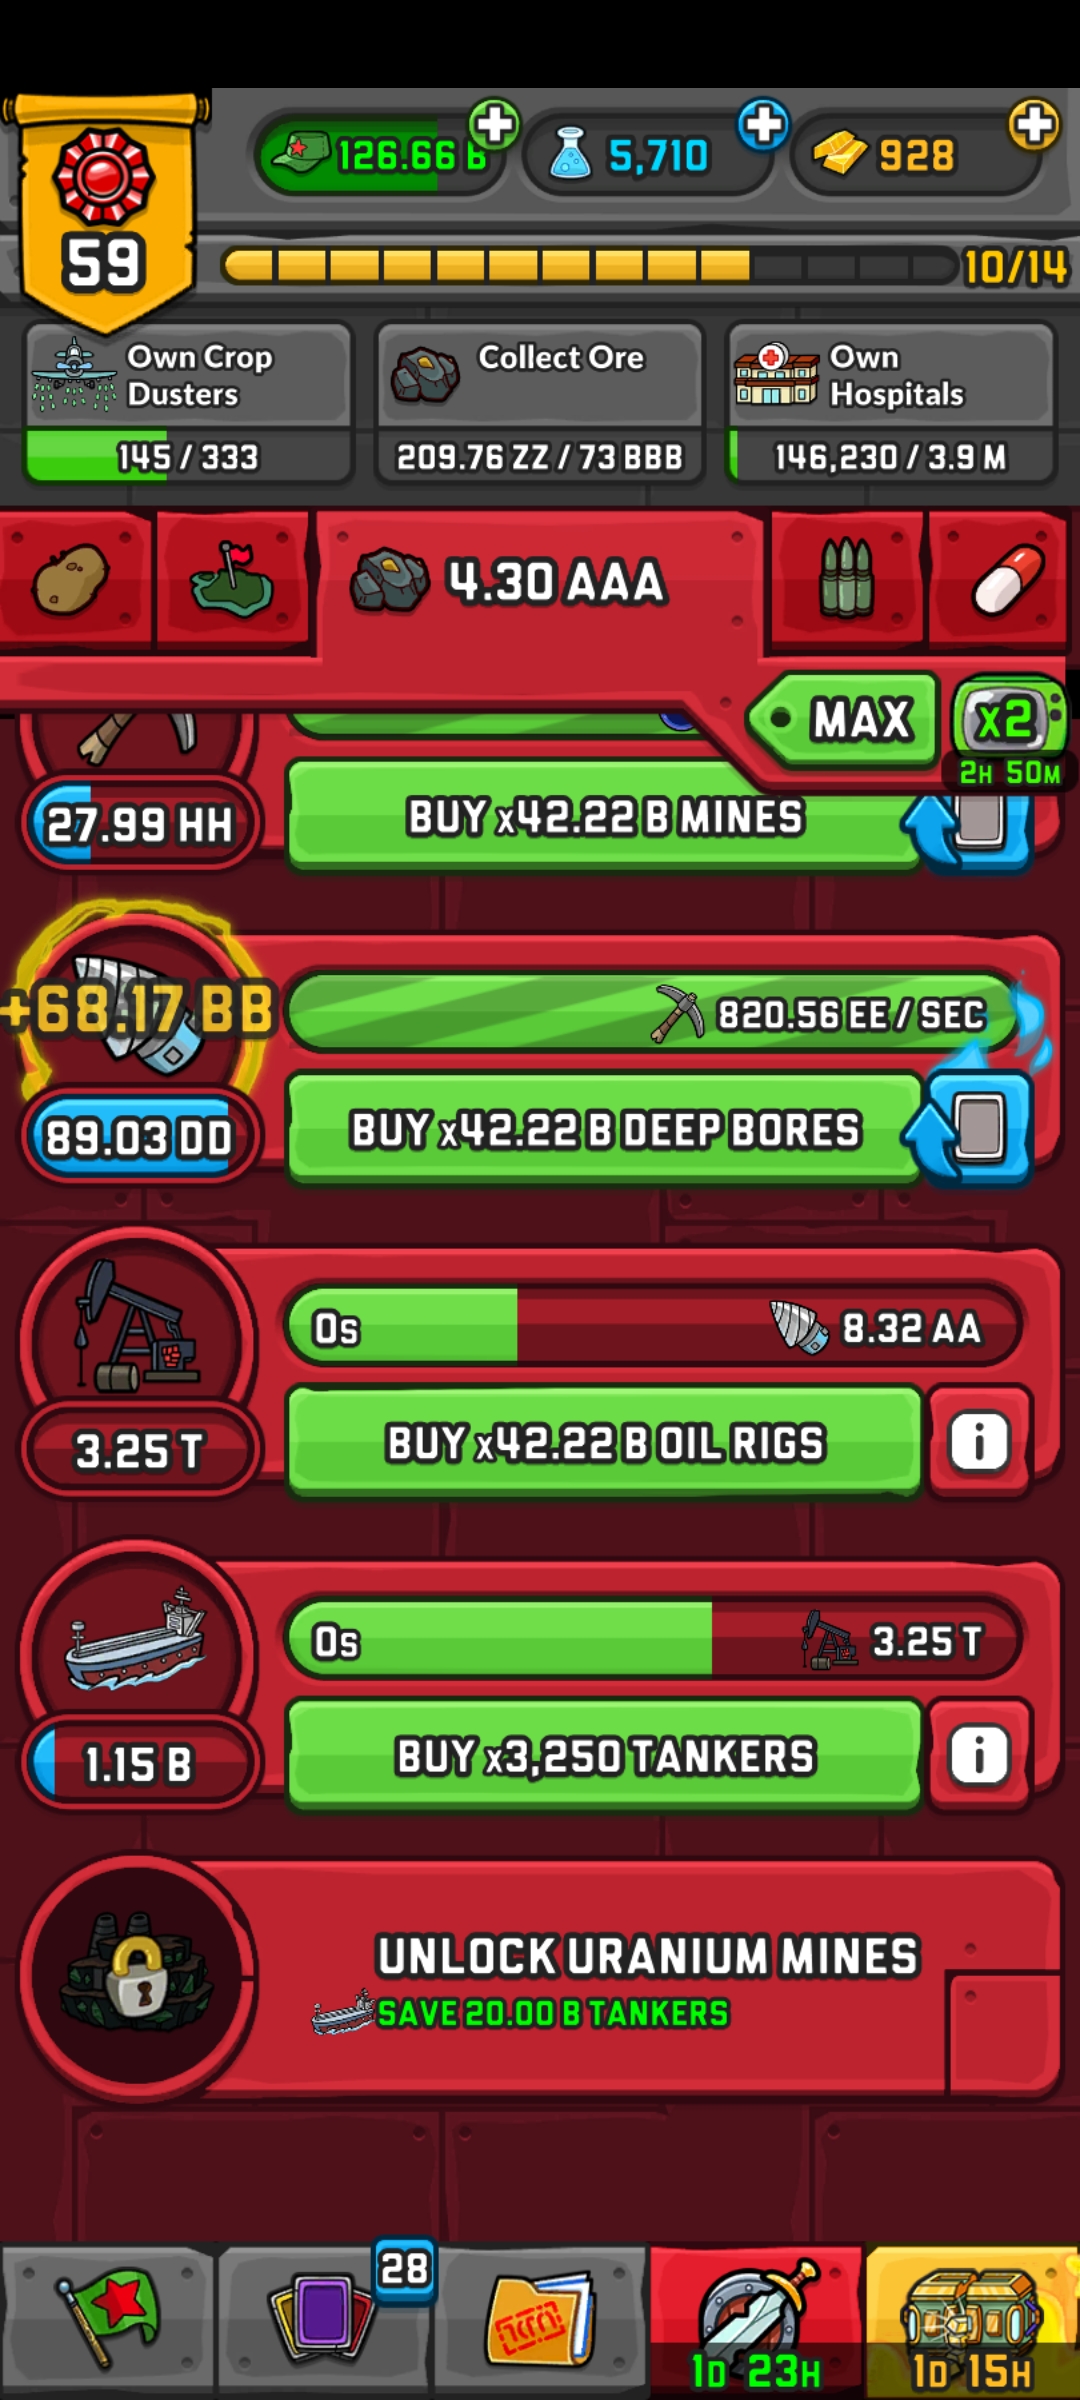 126.66 B
5,710
928
59
10/14
Own Crop
Dusters
145 / 333
Collect Ore
209.76 ZZ / 73 BBB
Own
Hospitals
146,230 / 3.9 M
4.30 AAA
MAX
x2
2H 50M
27.99 HH
BUY x42.22 B MINES
+68.17 BB
820.56 EE / SEC
89.03 DD
BUY x42.22 B DEEP BORES
0s
8.32 AA
3.25 T
BUY x42.22 B OIL RIGS
i
0s
3.25 T
1.15 B
BUY x3,250 TANKERS
i
UNLOCK URANIUM MINES
SAVE 20.00 B TANKERS
28
1D 23H
1D 15H